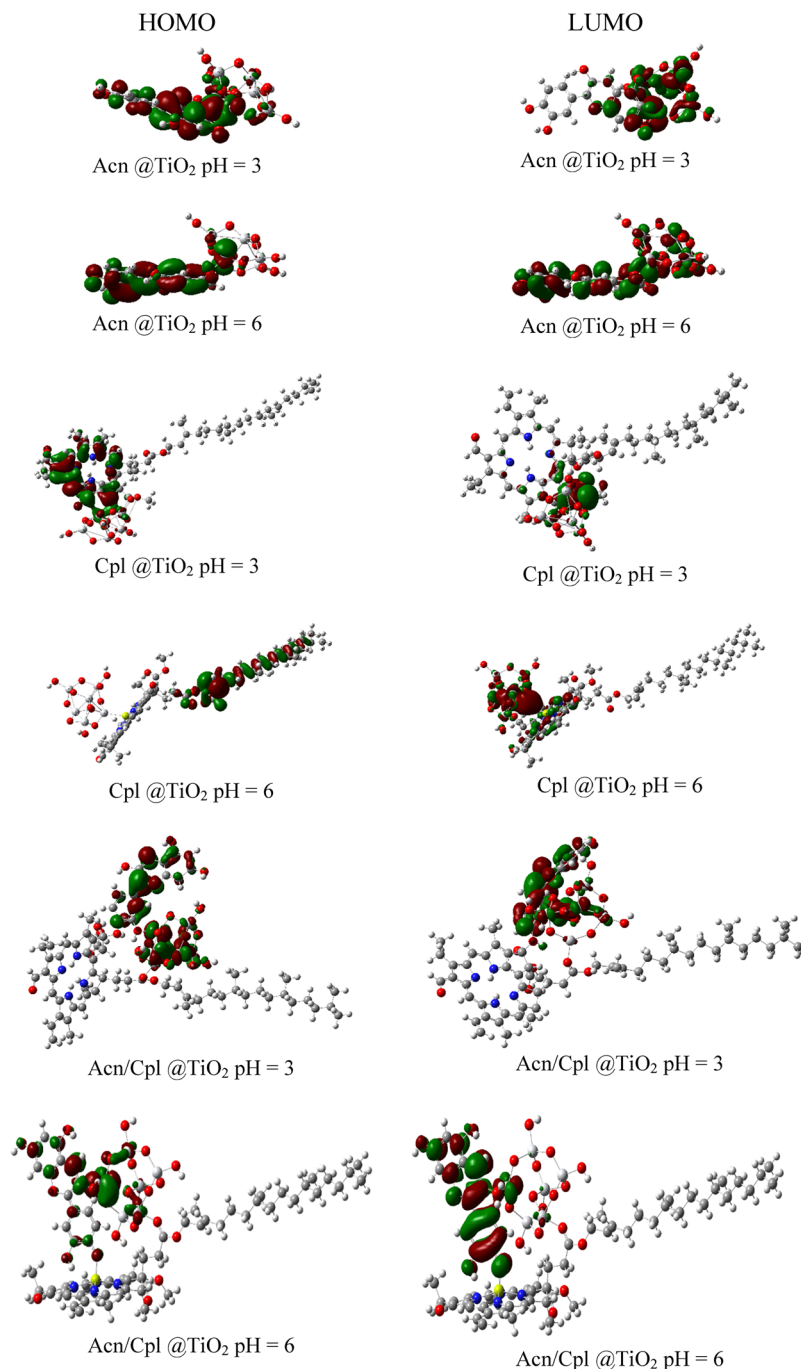 HOMO LUMO
Acn @TiO₂ pH = 3 Acn @TiO₂ pH = 3
Acn @TiO₂ pH = 6 Acn @TiO₂ pH = 6
Cpl @TiO₂ pH = 3 Cpl @TiO₂ pH = 3
Cpl @TiO₂ pH = 6 Cpl @TiO₂ pH = 6
Acn/Cpl @TiO₂ pH = 3 Acn/Cpl @TiO₂ pH = 3
Acn/Cpl @TiO₂ pH = 6 Acn/Cpl @TiO₂ pH = 6